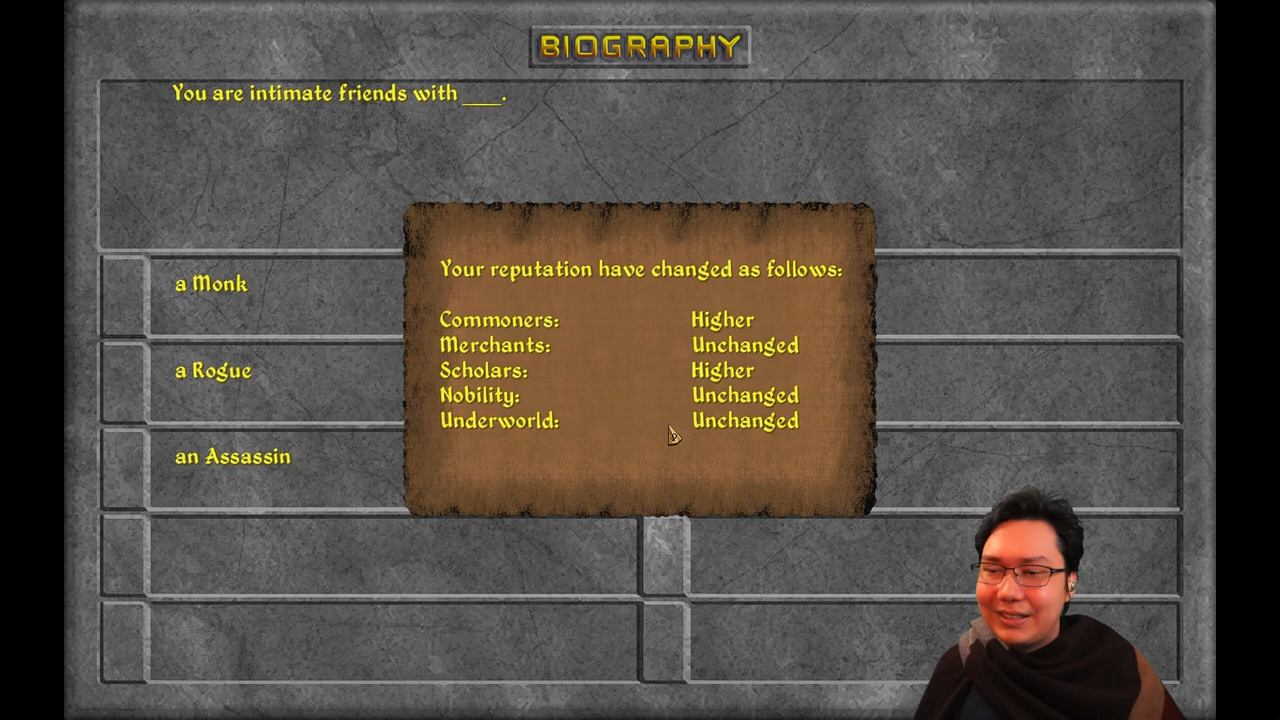 BIOGRAPHY
You are intimate friends with ____.
a Monk
a Rogue
an Assassin
Your reputation have changed as follows:
Commoners: Higher
Merchants: Unchanged
Scholars: Higher
Nobility: Unchanged
Underworld: Unchanged